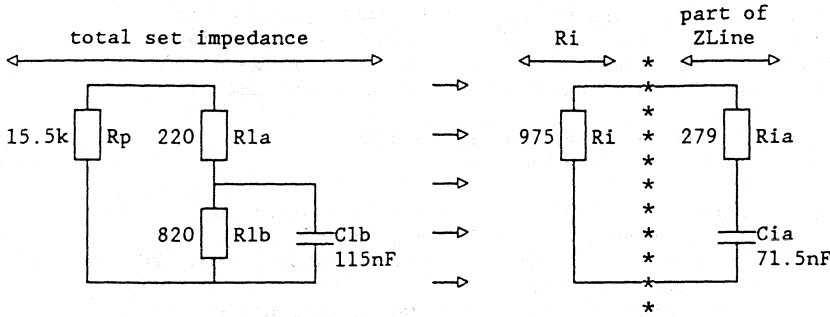 total set impedance
Ri
part of
ZLine
15.5k Rp
220 R1a
975 Ri
279 Ria
820 R1b
C1b
115nF
Cia
71.5nF